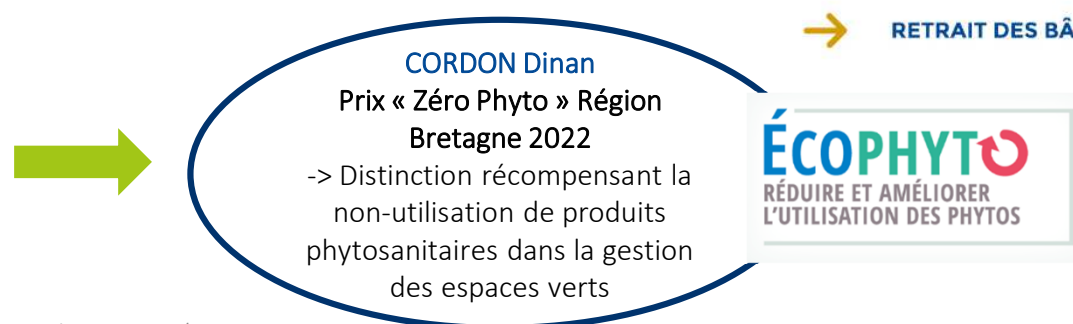 RETRAIT DES BÂ
CORDON Dinan
Prix « Zéro Phyto » Région
Bretagne 2022
-> Distinction récompensant la
non-utilisation de produits
phytosanitaires dans la gestion
des espaces verts
ÉCOPHYTO
RÉDUIRE ET AMÉLIORER
L'UTILISATION DES PHYTOS